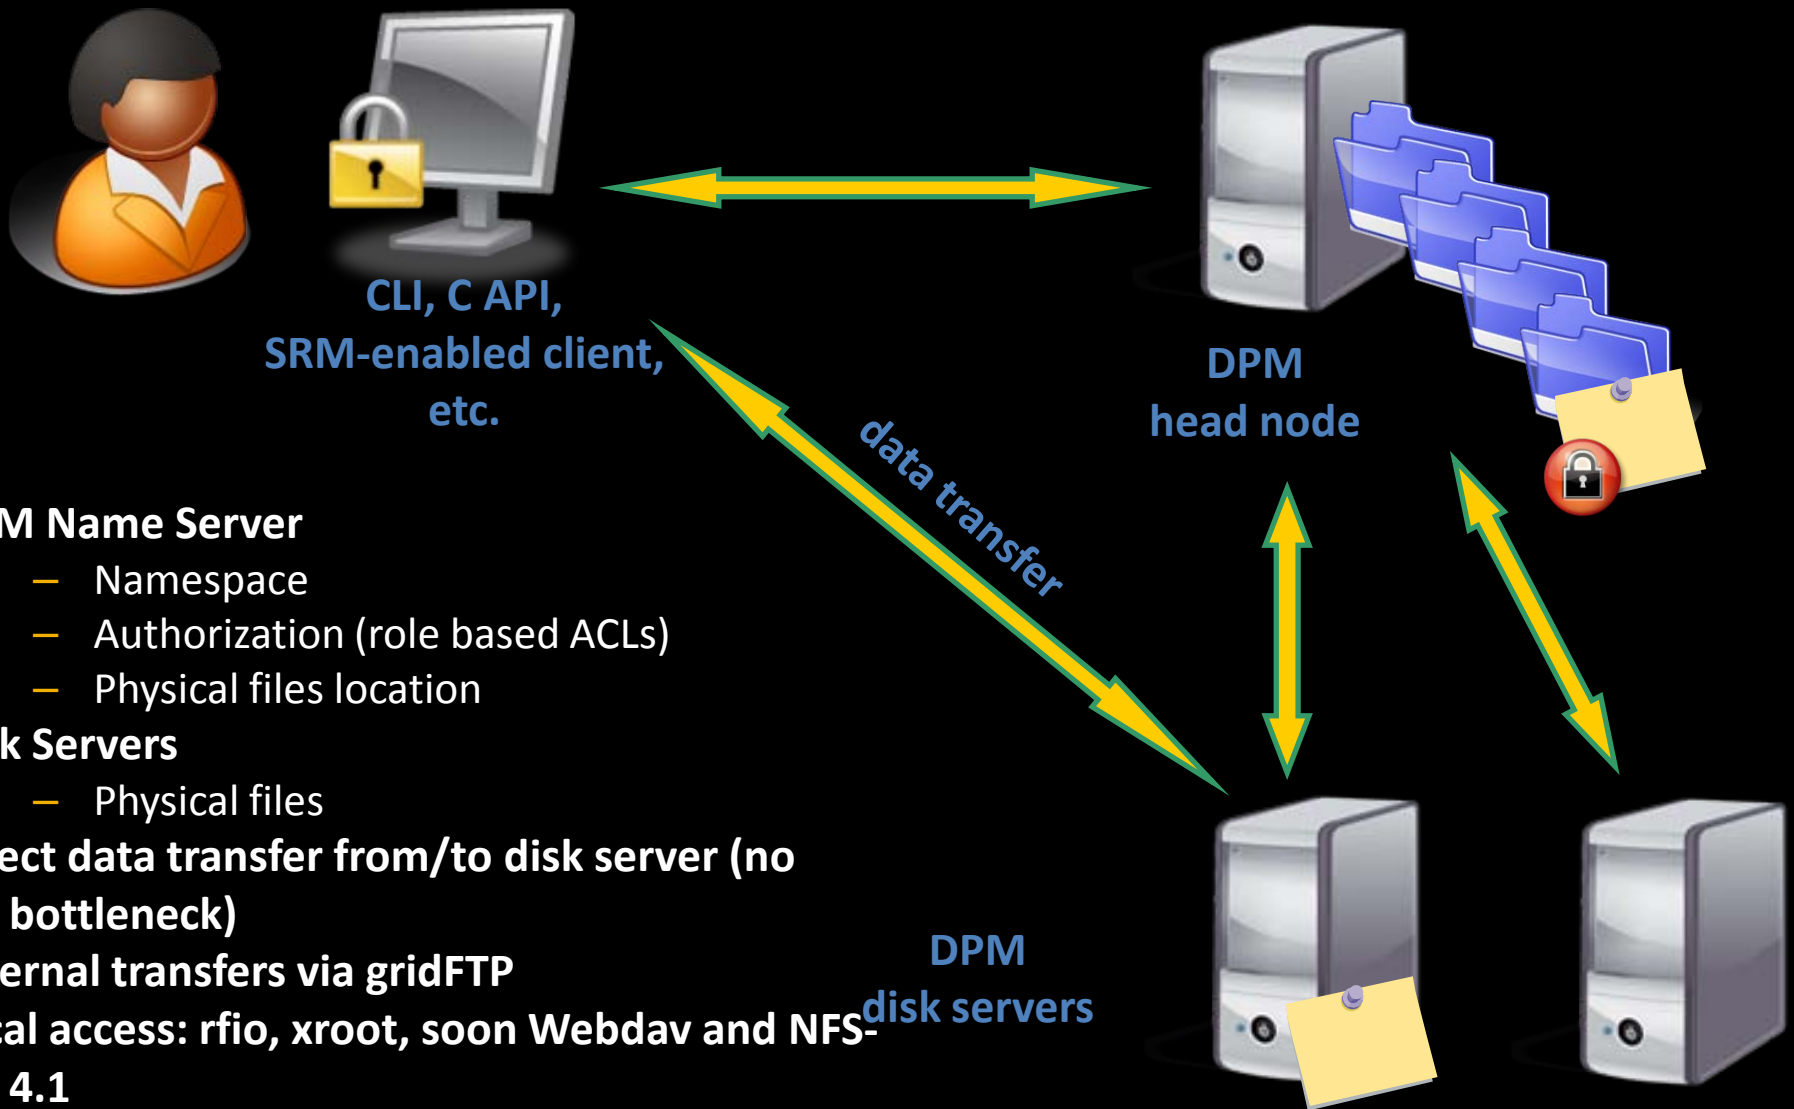 CLI, C API,
SRM-enabled client,
etc.
DPM
head node
data transfer
M Name Server
– Namespace
– Authorization (role based ACLs)
– Physical files location
k Servers
– Physical files
ect data transfer from/to disk server (no
bottleneck)
ernal transfers via gridFTP
cal access: rfio, xroot, soon Webdav and NFS-
4.1
DPM
disk servers